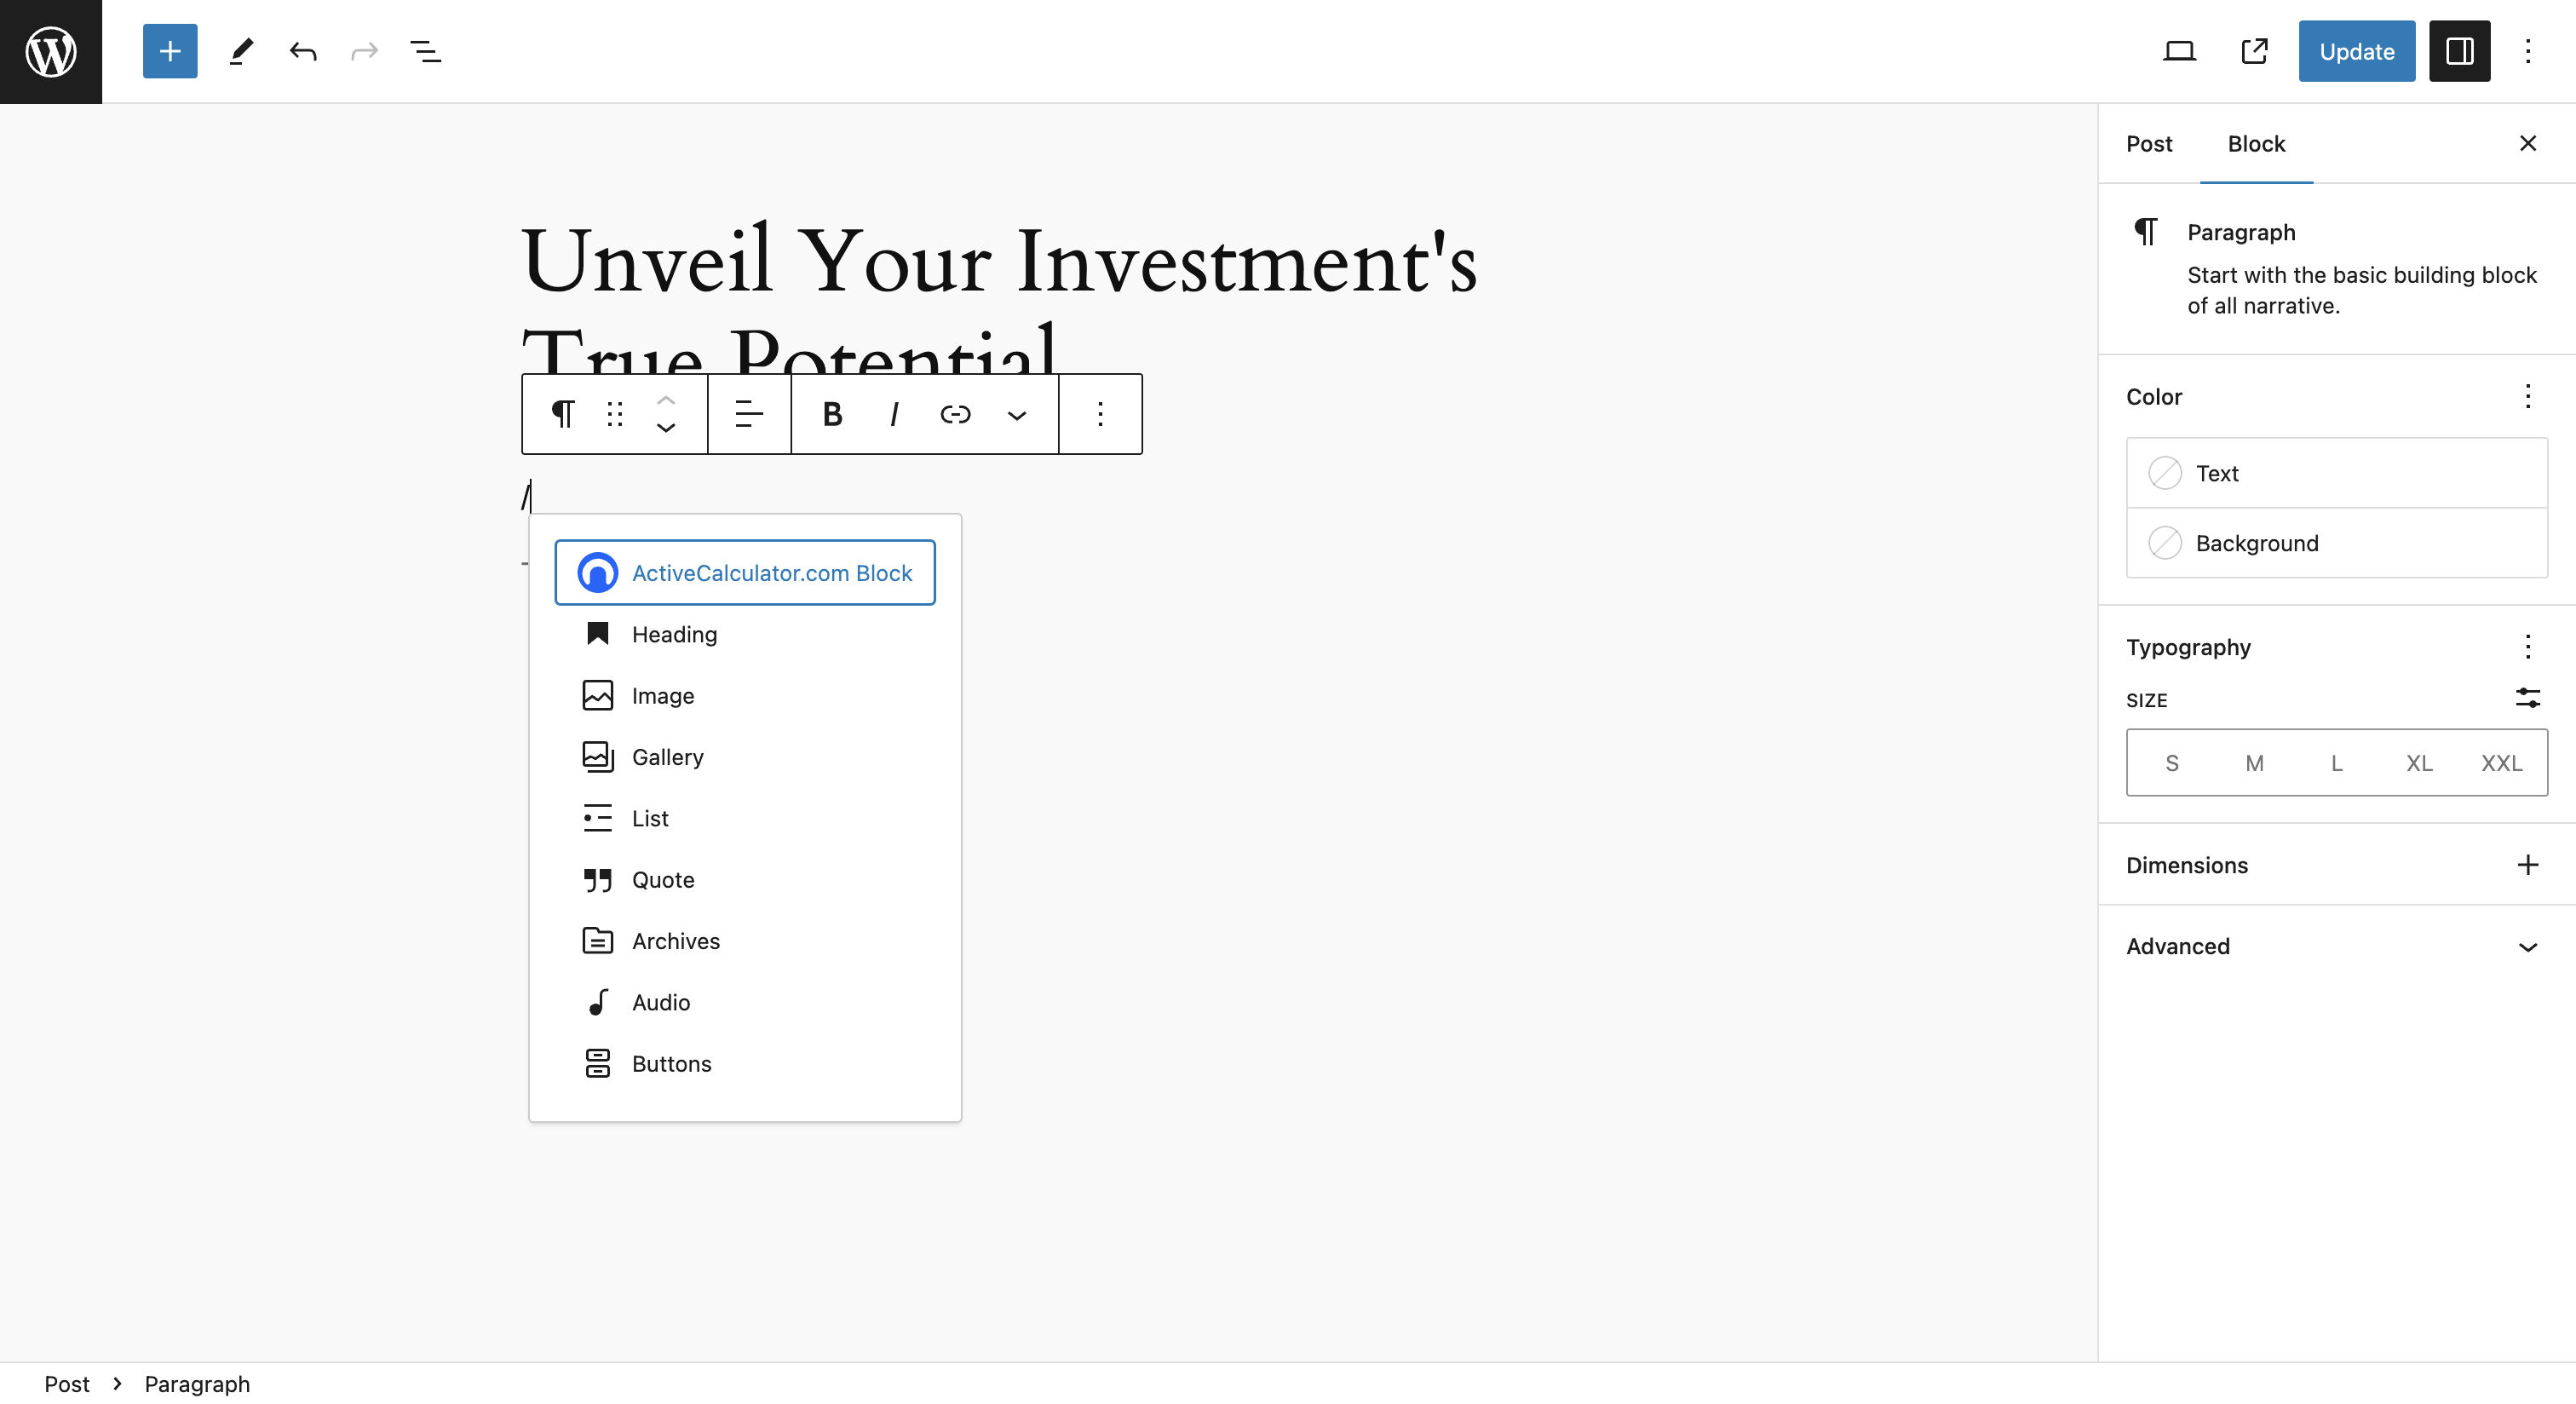 Update
Post
Block
Unveil Your Investment's
True Potential
Paragraph
Start with the basic building block
of all narrative.
Color
Text
Background
Typography
SIZE
S M L XL XXL
Dimensions
Advanced
B I
/
ActiveCalculator.com Block
Heading
Image
Gallery
List
Quote
Archives
Audio
Buttons
Post
Paragraph